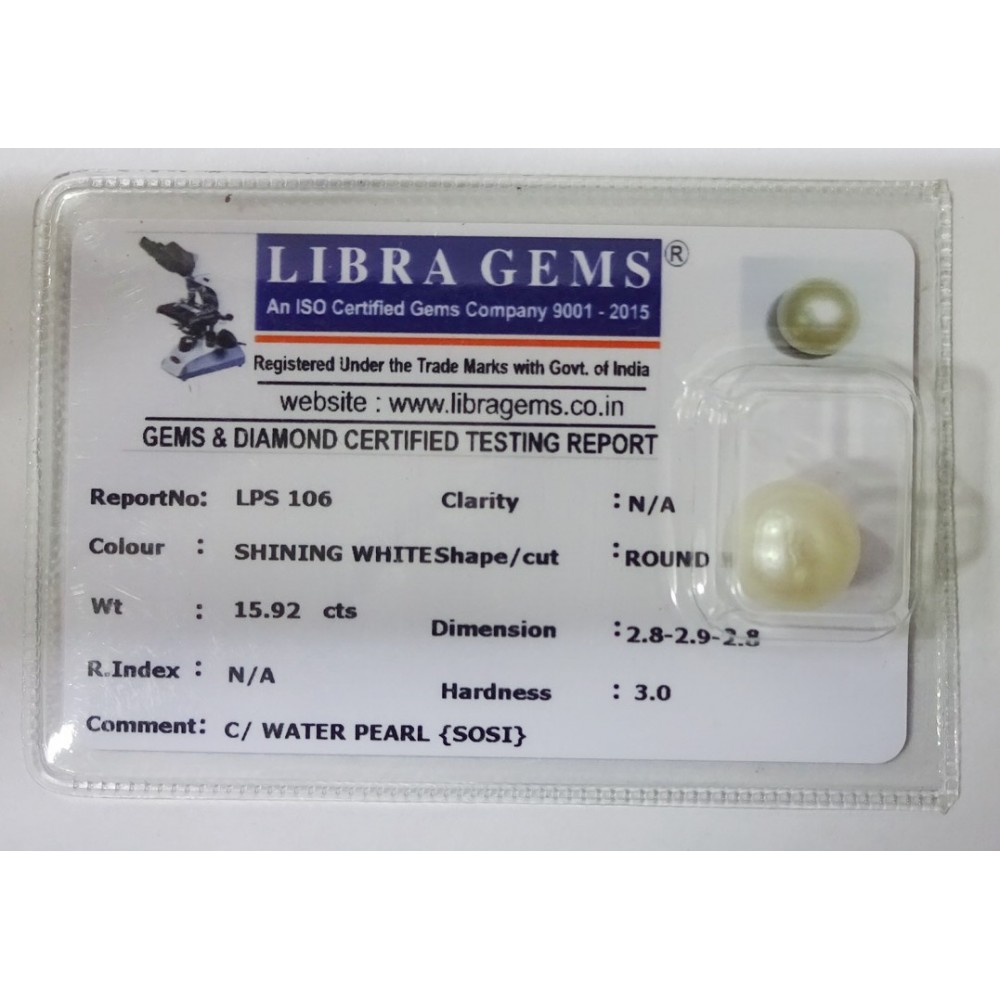 LIBRA GEMS ®
An ISO Certified Gems Company 9001 - 2015
Registered Under the Trade Marks with Govt. of India
website : www.libragems.co.in
GEMS & DIAMOND CERTIFIED TESTING REPORT
ReportNo: LPS 106 Clarity : N/A
Colour : SHINING WHITE Shape/cut : ROUND
Wt : 15.92 cts Dimension : 2.8-2.9-2.8
R.Index : N/A Hardness : 3.0
Comment: C/ WATER PEARL {SOSI}